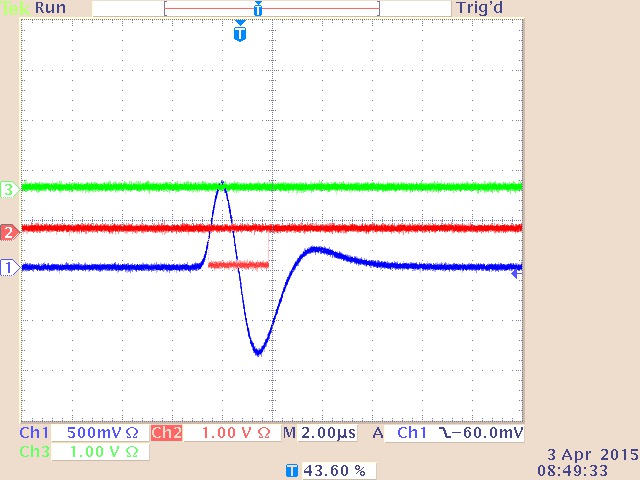 Tek Run Trig'd
T
T
3
2
1
Ch1 500mV Ω Ch2 1.00 V Ω M 2.00µs A Ch1 -60.0mV
Ch3 1.00 V Ω
3 Apr 2015
T 43.60 % 08:49:33